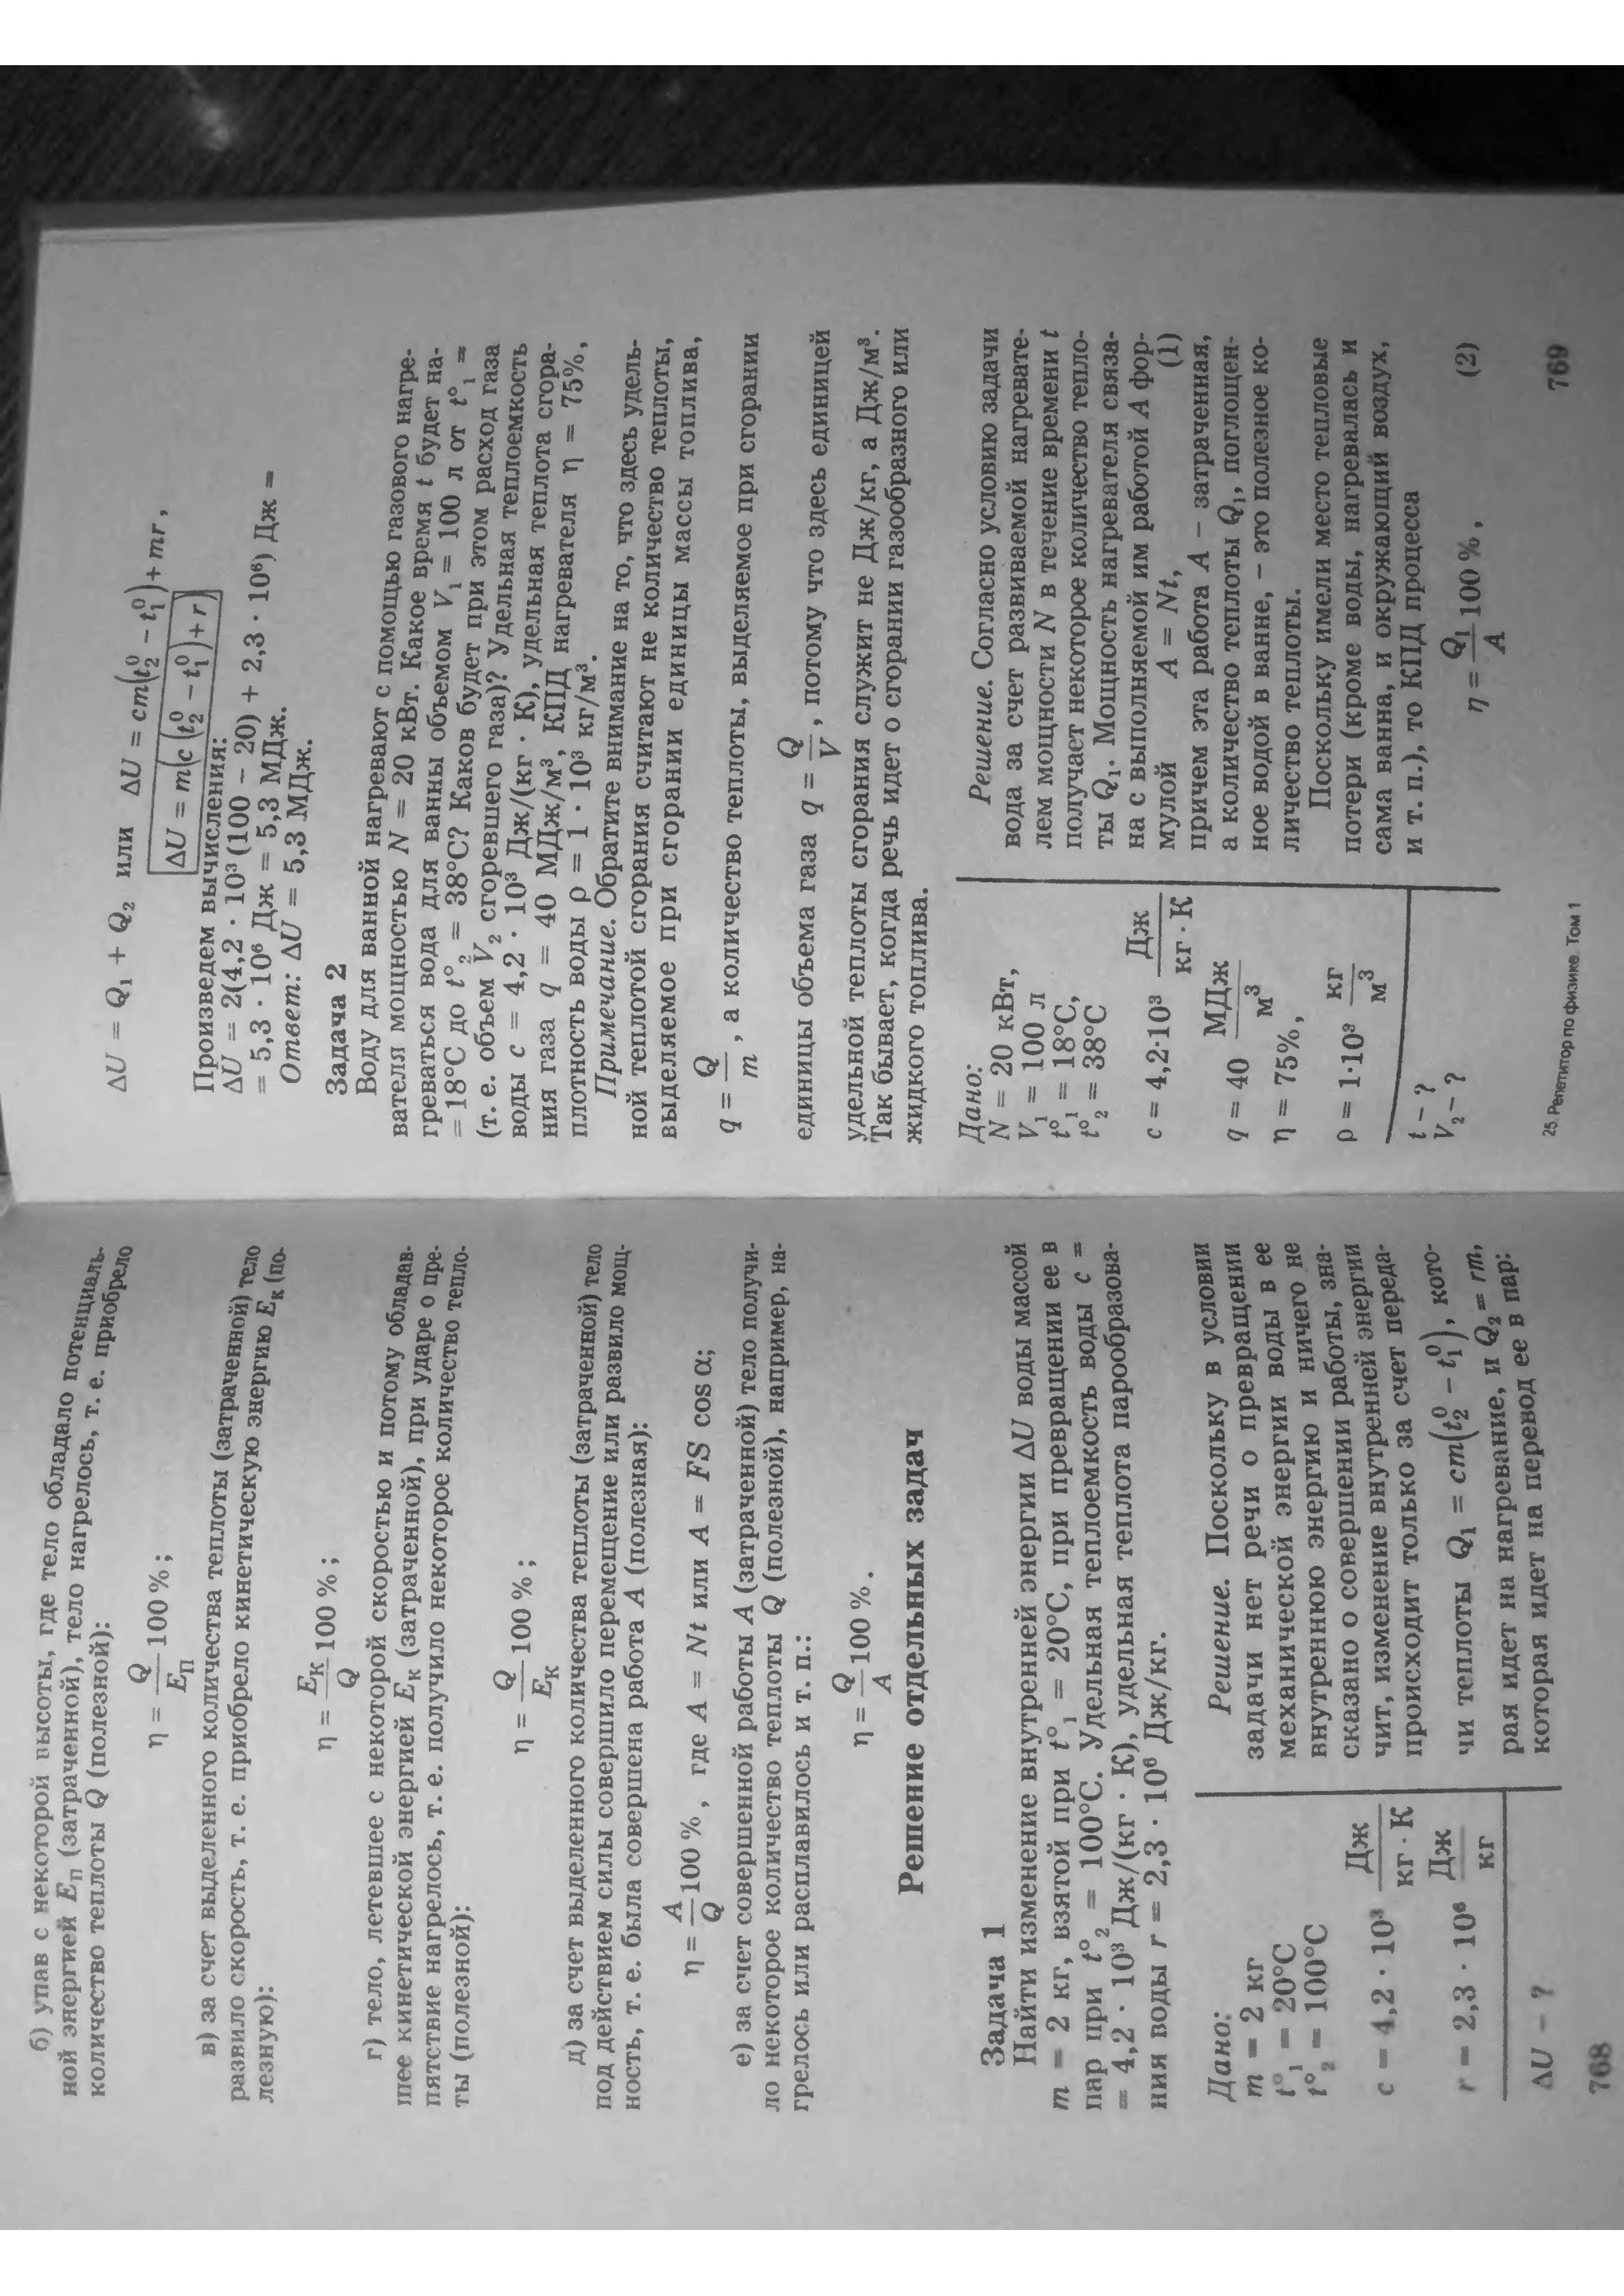 б) упав с некоторой высоты, где тело обладало потенциаль-
ной энергией Eп (затраченной), тело нагрелось, т. е. приобрело
количество теплоты Q (полезной):
η = Q/Eп 100 %;
в) за счет выделенного количества теплоты (затраченной) тело
развило скорость, т. е. приобрело кинетическую энергию Eк (по-
лезную):
η = Eк/Q 100 %;
г) тело, летевшее с некоторой скоростью и потому обладав-
шее кинетической энергией Eк (затраченной), при ударе о пре-
пятствие нагрелось, т. е. получило некоторое количество тепло-
ты (полезной):
η = Q/Eк 100 %;
д) за счет выделенного количества теплоты (затраченной) тело
под действием силы совершило перемещение или развило мощ-
ность, т. е. была совершена работа A (полезная):
η = A/Q 100 %, где A = Nt или A = FS cos α;
е) за счет совершенной работы A (затраченной) тело получи-
ло некоторое количество теплоты Q (полезной), например, на-
грелось или расплавилось и т. п.:
η = Q/A 100 %.
Решение отдельных задач
Задача 1
Найти изменение внутренней энергии ΔU воды массой
m = 2 кг, взятой при t°₁ = 20°C, при превращении ее в
пар при t°₂ = 100°C. Удельная теплоемкость воды c =
= 4,2 · 10³ Дж/(кг · К), удельная теплота парообразова-
ния воды r = 2,3 · 10⁶ Дж/кг.
Дано:
m = 2 кг
t°₁ = 20°C
t°₂ = 100°C
c = 4,2 · 10³ Дж/кг · К
r = 2,3 · 10⁶ Дж/кг
ΔU – ?
Решение. Поскольку в условии
задачи нет речи о превращении
механической энергии воды в ее
внутреннюю энергию и ничего не
сказано о совершении работы, зна-
чит, изменение внутренней энергии
происходит только за счет переда-
чи теплоты Q₁ = cm(t₂⁰ – t₁⁰), кото-
рая идет на нагревание, и Q₂ = rm,
которая идет на перевод ее в пар:
768
ΔU = Q₁ + Q₂ или ΔU = cm(t₂⁰ – t₁⁰) + mr,
ΔU = m(c (t₂⁰ – t₁⁰) + r)
Произведем вычисления:
ΔU = 2(4,2 · 10³ (100 – 20) + 2,3 · 10⁶) Дж =
= 5,3 · 10⁶ Дж = 5,3 МДж.
Ответ: ΔU = 5,3 МДж.
Задача 2
Воду для ванной нагревают с помощью газового нагре-
вателя мощностью N = 20 кВт. Какое время t будет на-
греваться вода для ванны объемом V₁ = 100 л от t°₁ =
= 18°C до t°₂ = 38°C? Каков будет при этом расход газа
(т. е. объем V₂ сгоревшего газа)? Удельная теплоемкость
воды c = 4,2 · 10³ Дж/(кг · К), удельная теплота сгора-
ния газа q = 40 МДж/м³, КПД нагревателя η = 75%,
плотность воды ρ = 1 · 10³ кг/м³.
Примечание. Обратите внимание на то, что здесь удель-
ной теплотой сгорания считают не количество теплоты,
выделяемое при сгорании единицы массы топлива,
q = Q/m, а количество теплоты, выделяемое при сгорании
единицы объема газа q = Q/V, потому что здесь единицей
удельной теплоты сгорания служит не Дж/кг, а Дж/м³.
Так бывает, когда речь идет о сгорании газообразного или
жидкого топлива.
Дано:
N = 20 кВт,
V₁ = 100 л
t°₁ = 18°C,
t°₂ = 38°C
c = 4,2·10³ Дж/кг · К
q = 40 МДж/м³
η = 75%,
ρ = 1·10³ кг/м³
t – ?
V₂ – ?
Решение. Согласно условию задачи
вода за счет развиваемой нагревате-
лем мощности N в течение времени t
получает некоторое количество тепло-
ты Q₁. Мощность нагревателя связа-
на с выполняемой им работой A фор-
мулой A = Nt, (1)
причем эта работа A – затраченная,
а количество теплоты Q₁, поглощен-
ное водой в ванне, – это полезное ко-
личество теплоты.
Поскольку имели место тепловые
потери (кроме воды, нагревалась и
сама ванна, и окружающий воздух,
и т. п.), то КПД процесса
η = Q₁/A 100 %, (2)
25. Репетитор по физике. Том 1
769